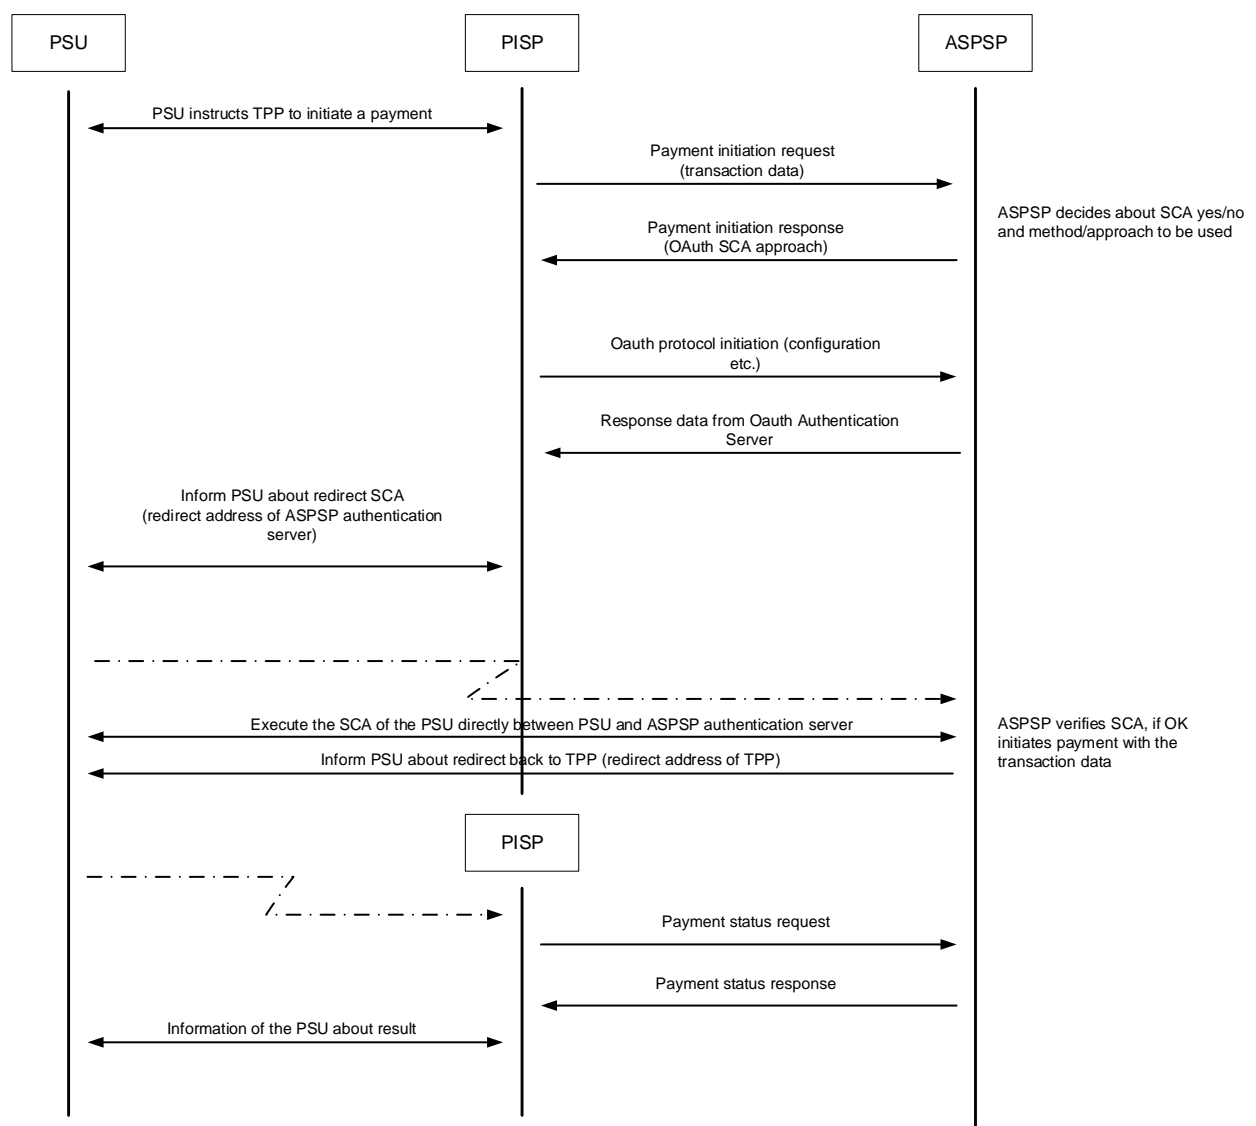 PSU
PISP
ASPSP
PSU instructs TPP to initiate a payment
Payment initiation request
(transaction data)
ASPSP decides about SCA yes/no
and method/approach to be used
Payment initiation response
(OAuth SCA approach)
Oauth protocol initiation (configuration
etc.)
Response data from Oauth Authentication
Server
Inform PSU about redirect SCA
(redirect address of ASPSP authentication
server)
Execute the SCA of the PSU directly between PSU and ASPSP authentication server
ASPSP verifies SCA, if OK
initiates payment with the
transaction data
Inform PSU about redirect back to TPP (redirect address of TPP)
PISP
Payment status request
Payment status response
Information of the PSU about result